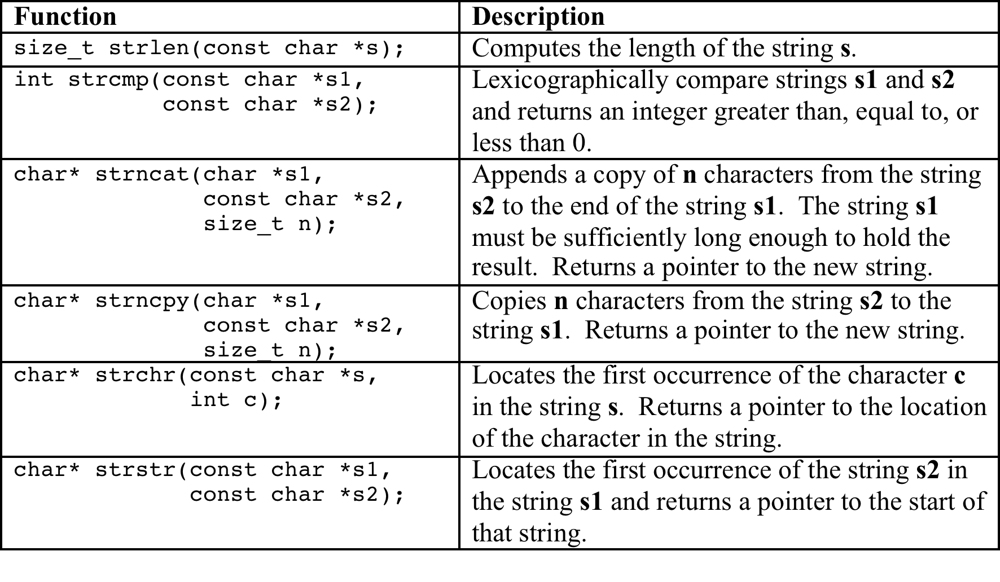 Function
Description
size_t strlen(const char *s);
Computes the length of the string s.
int strcmp(const char *s1,
const char *s2);
Lexicographically compare strings s1 and s2
and returns an integer greater than, equal to, or
less than 0.
char* strncat(char *s1,
const char *s2,
size_t n);
Appends a copy of n characters from the string
s2 to the end of the string s1.  The string s1
must be sufficiently long enough to hold the
result.  Returns a pointer to the new string.
char* strncpy(char *s1,
const char *s2,
size_t n);
Copies n characters from the string s2 to the
string s1.  Returns a pointer to the new string.
char* strchr(const char *s,
int c);
Locates the first occurrence of the character c
in the string s.  Returns a pointer to the location
of the character in the string.
char* strstr(const char *s1,
const char *s2);
Locates the first occurrence of the string s2 in
the string s1 and returns a pointer to the start of
that string.